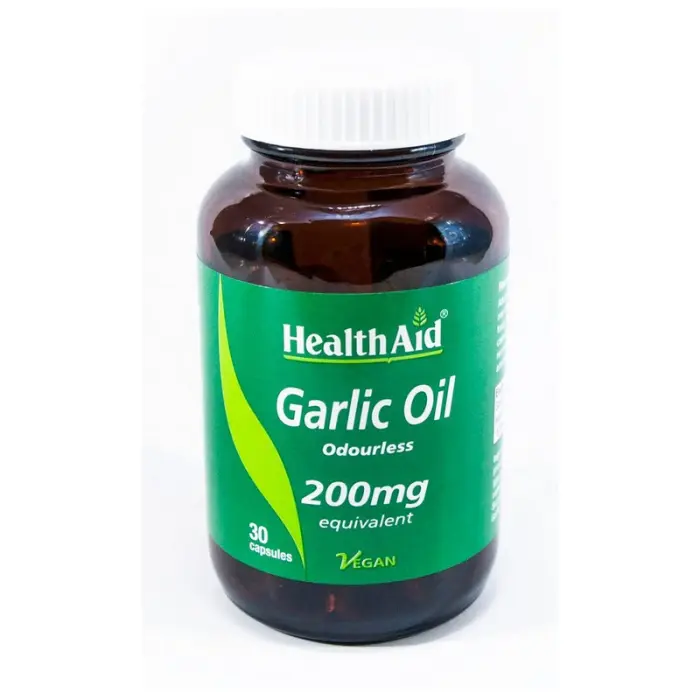 HealthAid®
Garlic Oil
Odourless
200mg
equivalent
30
capsules
VEGAN